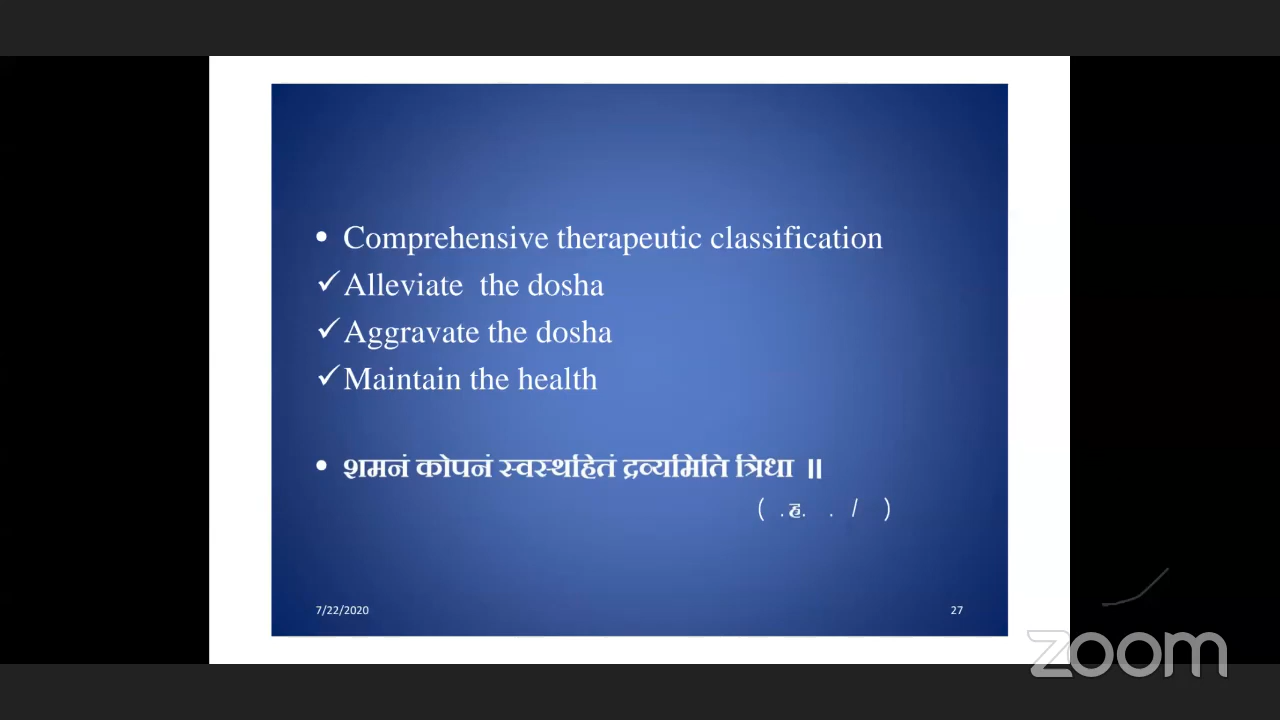 • Comprehensive therapeutic classification
✓ Alleviate the dosha
✓ Aggravate the dosha
✓ Maintain the health
• शमनं कोपनं स्वस्थहितं द्रव्यमिति त्रिधा ॥
( .ह. . / )
7/22/2020
27
zoom